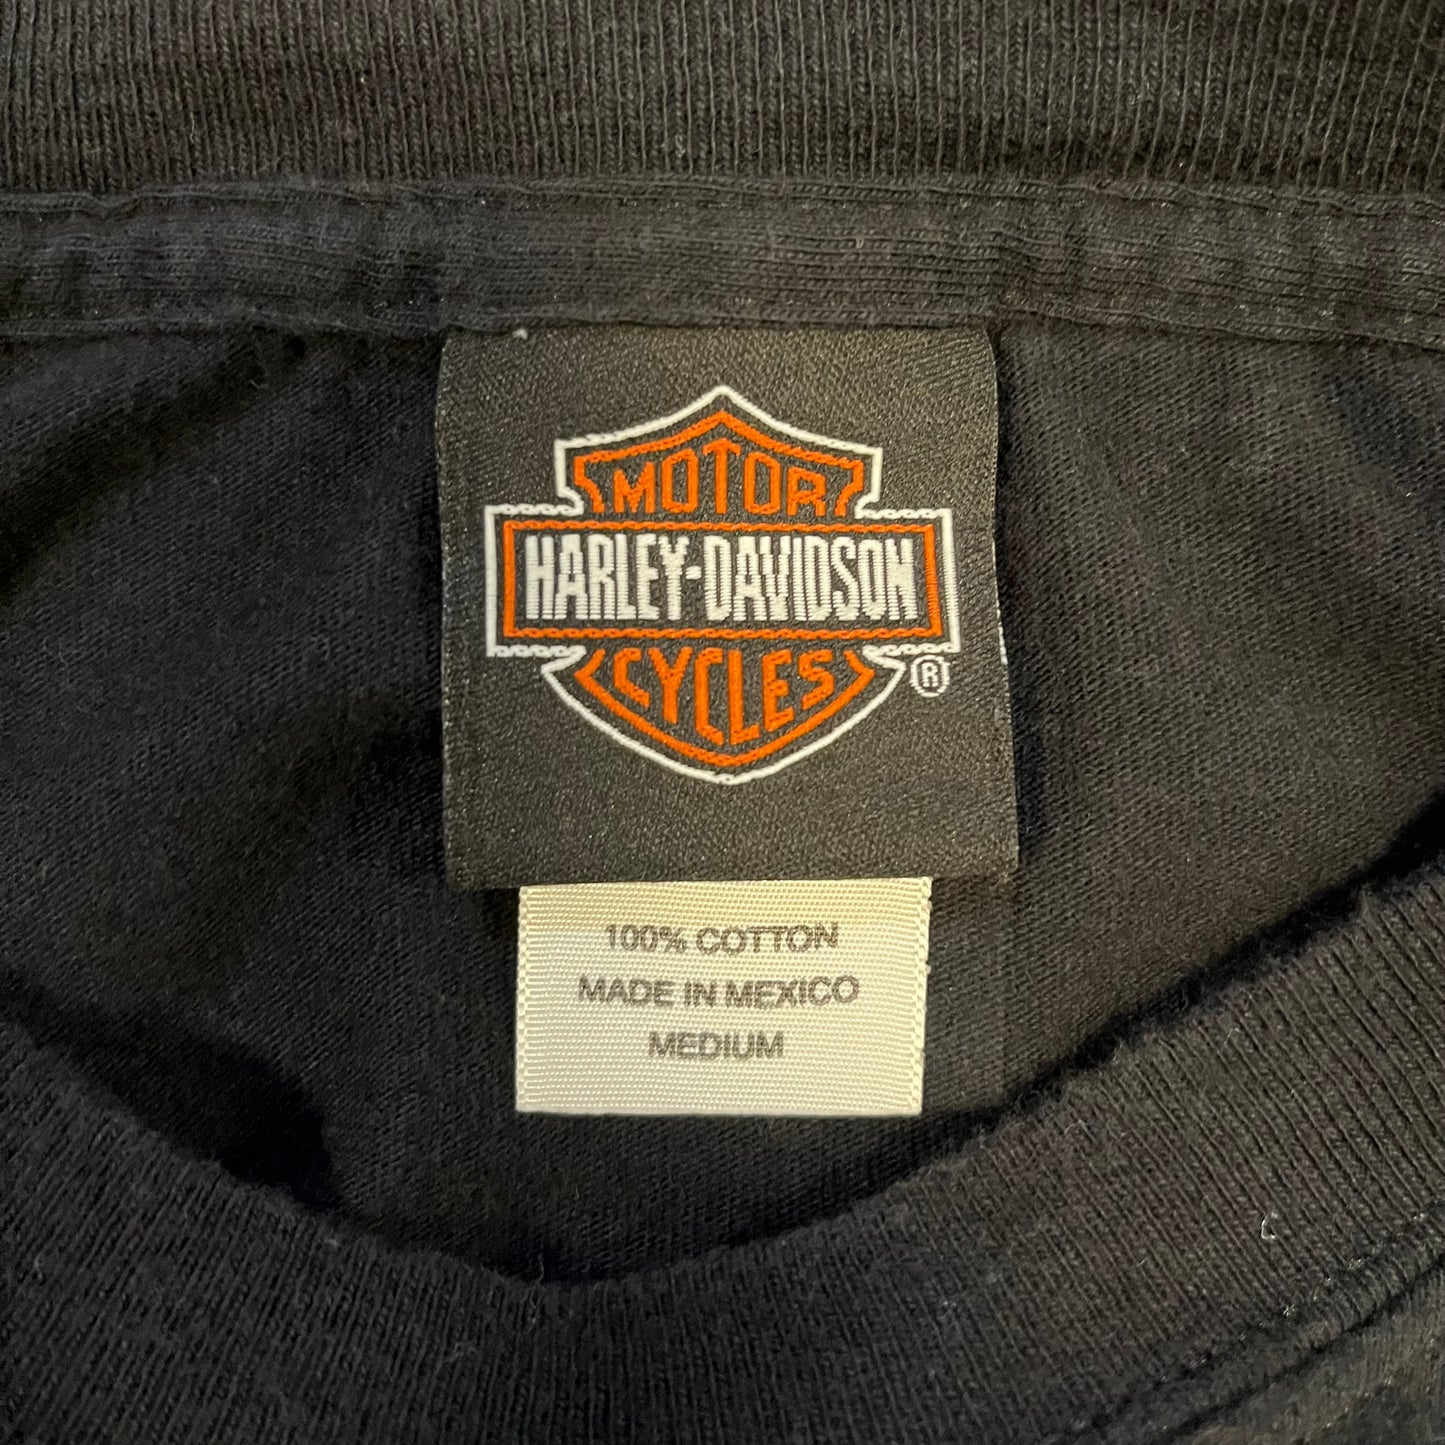 MOTOR
HARLEY-DAVIDSON
CYCLES
®
100% COTTON
MADE IN MEXICO
MEDIUM